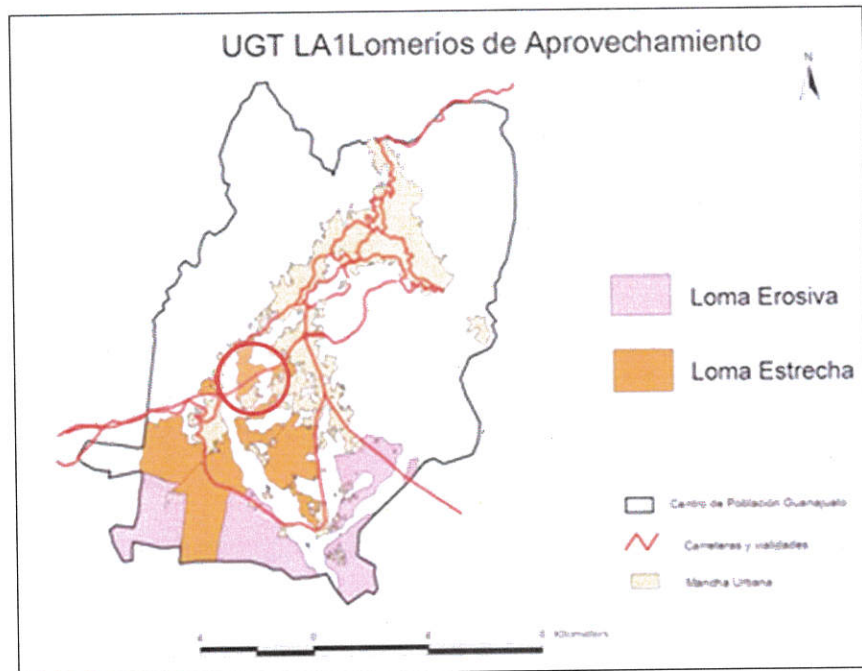 UGT LA1Lomeríos de Aprovechamiento
N
Loma Erosiva
Loma Estrecha
Centro de Población Guanajuato
Carreteras y vialidades
Mancha Urbana
4 0 4 8 Kilometers